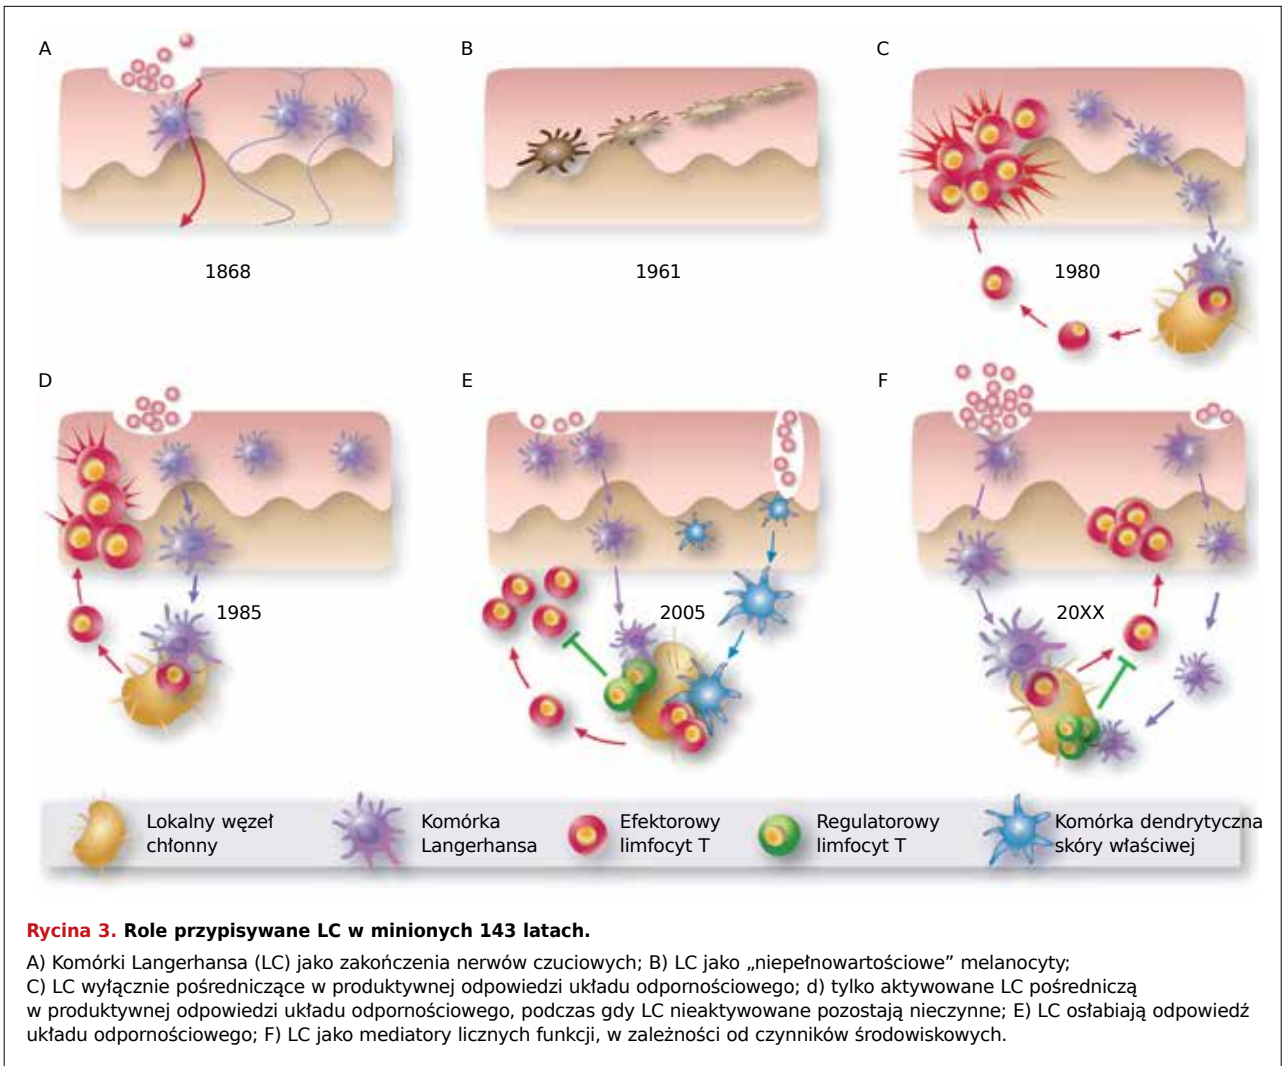 A
B
C
1868
1961
1980
D
E
F
1985
2005
20XX
Lokalny węzeł
chłonny
Komórka
Langerhansa
Efektorowy
limfocyt T
Regulatorowy
limfocyt T
Komórka dendrytyczna
skóry właściwej
Rycina 3. Role przypisywane LC w minionych 143 latach.
A) Komórki Langerhansa (LC) jako zakończenia nerwów czuciowych; B) LC jako „niepełnowartościowe” melanocyty;
C) LC wyłącznie pośredniczące w produktywnej odpowiedzi układu odpornościowego; d) tylko aktywowane LC pośredniczą
w produktywnej odpowiedzi układu odpornościowego, podczas gdy LC nieaktywowane pozostają nieczynne; E) LC osłabiają odpowiedź
układu odpornościowego; F) LC jako mediatory licznych funkcji, w zależności od czynników środowiskowych.